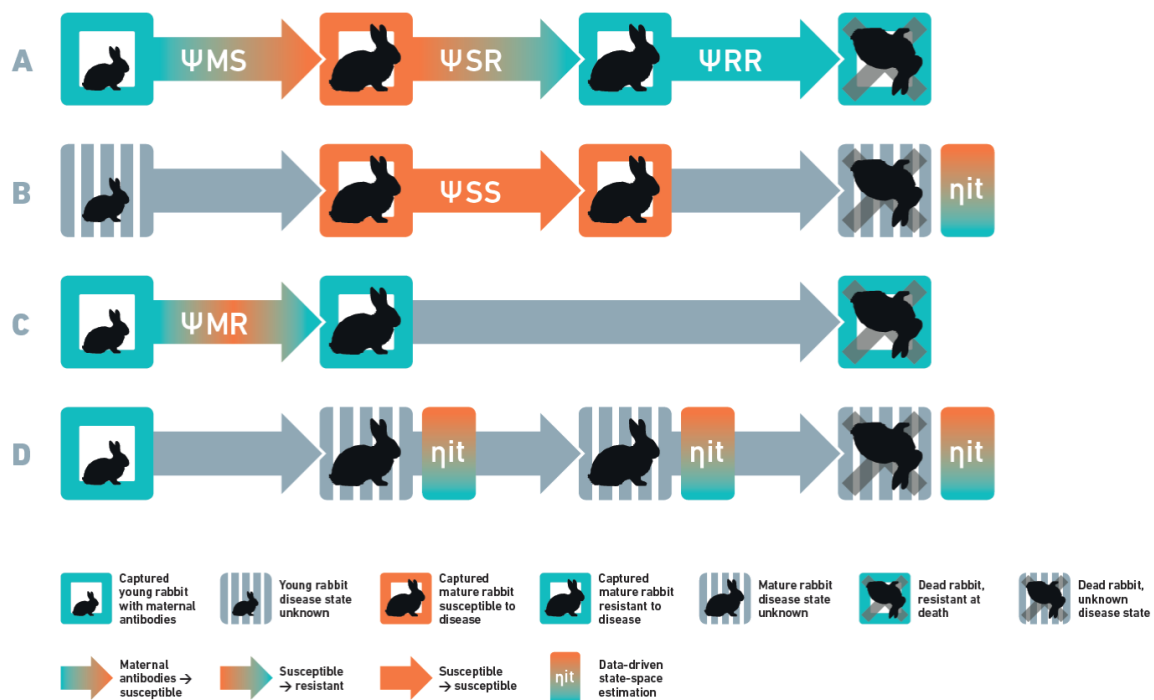 A
ΨMS
ΨSR
ΨRR
B
ΨSS
ηit
C
ΨMR
D
ηit
ηit
ηit
Captured
young rabbit
with maternal
antibodies
Young rabbit
disease state
unknown
Captured
mature rabbit
susceptible to
disease
Captured
mature rabbit
resistant to
disease
Mature rabbit
disease state
unknown
Dead rabbit,
resistant at
death
Dead rabbit,
unknown
disease state
Maternal
antibodies →
susceptible
Susceptible
→ resistant
Susceptible
→ susceptible
ηit
Data-driven
state-space
estimation